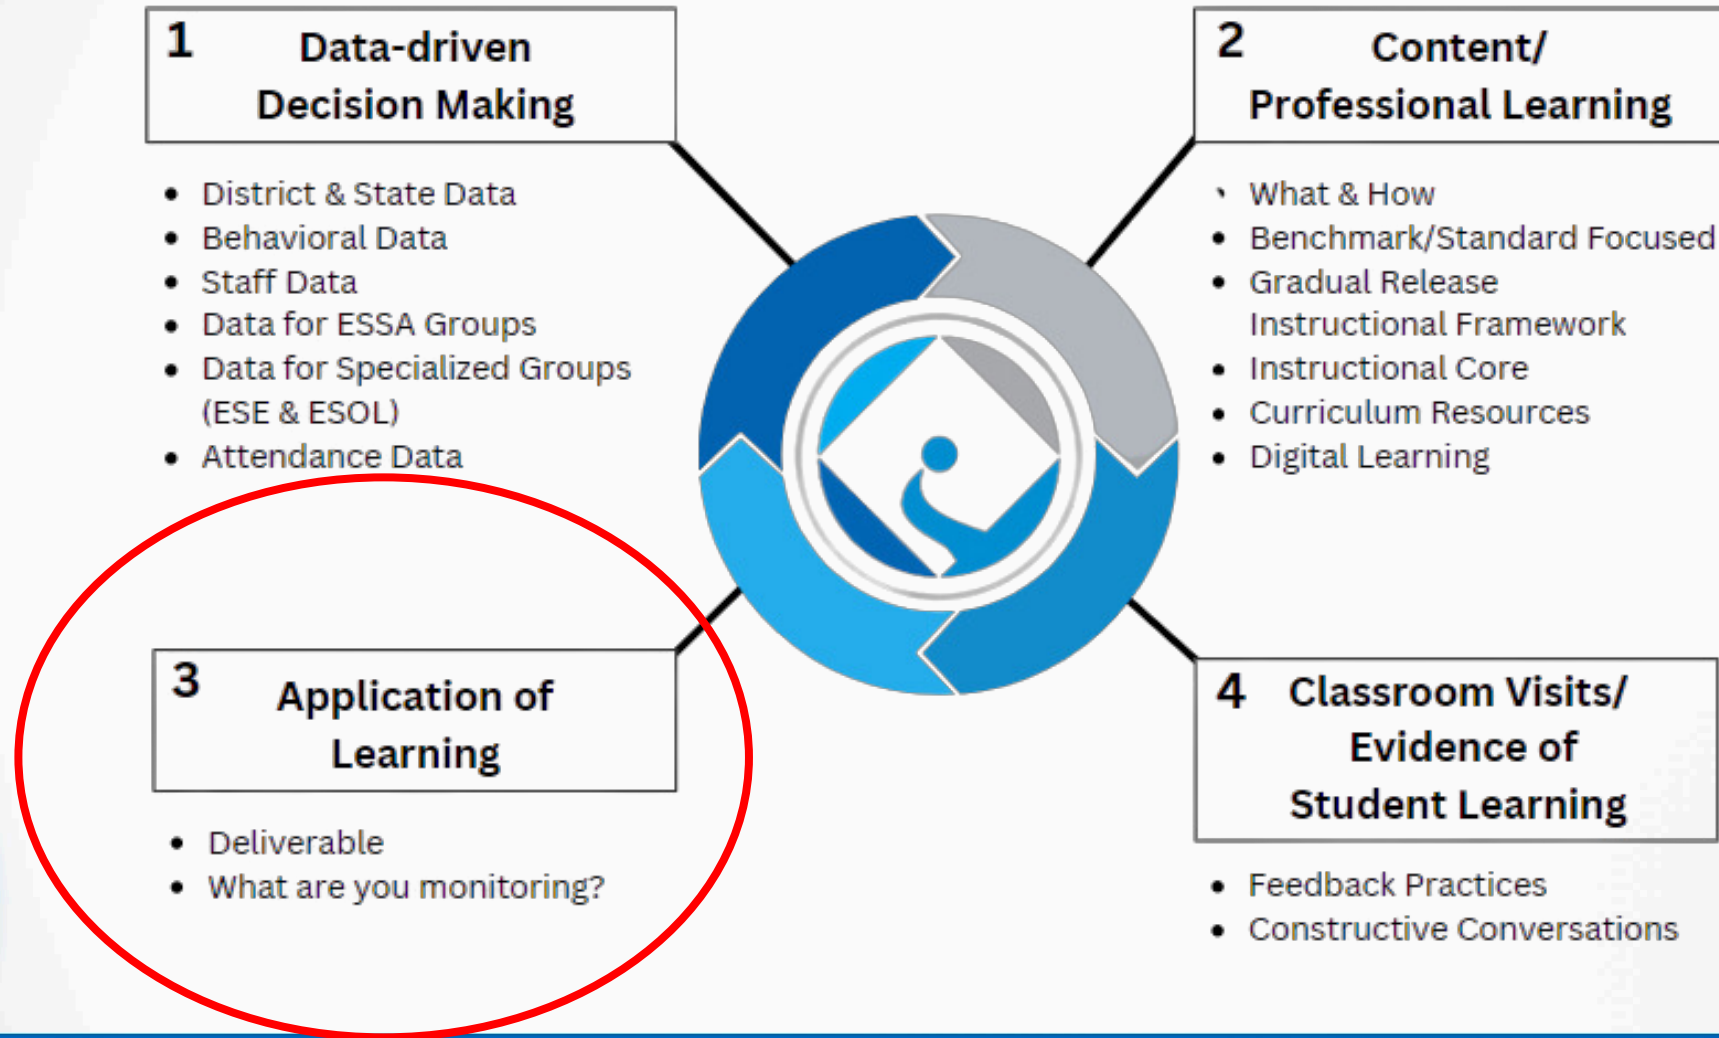 1 Data-driven
Decision Making
• District & State Data
• Behavioral Data
• Staff Data
• Data for ESSA Groups
• Data for Specialized Groups
(ESE & ESOL)
• Attendance Data
2 Content/
Professional Learning
• What & How
• Benchmark/Standard Focused
• Gradual Release
Instructional Framework
• Instructional Core
• Curriculum Resources
• Digital Learning
3 Application of
Learning
• Deliverable
• What are you monitoring?
4 Classroom Visits/
Evidence of
Student Learning
• Feedback Practices
• Constructive Conversations